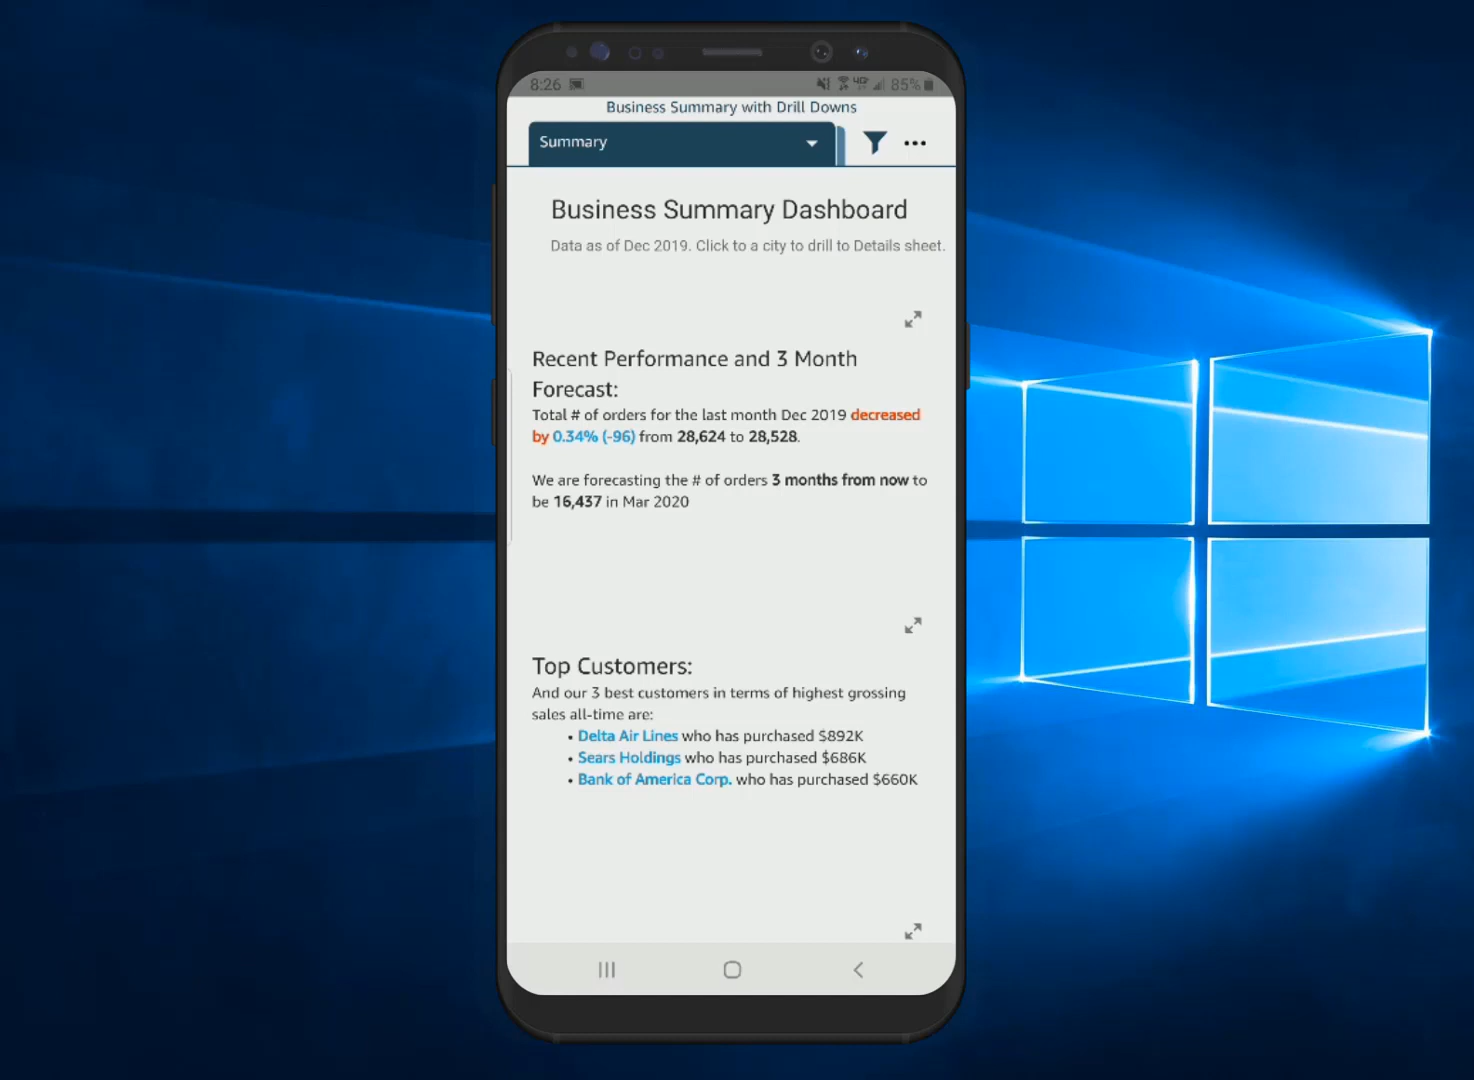 8:26 85%
Business Summary with Drill Downs
Summary
Business Summary Dashboard
Data as of Dec 2019. Click to a city to drill to Details sheet.
Recent Performance and 3 Month
Forecast:
Total # of orders for the last month Dec 2019 decreased
by 0.34% (-96) from 28,624 to 28,528.
We are forecasting the # of orders 3 months from now to
be 16,437 in Mar 2020
Top Customers:
And our 3 best customers in terms of highest grossing
sales all-time are:
• Delta Air Lines who has purchased $892K
• Sears Holdings who has purchased $686K
• Bank of America Corp. who has purchased $660K